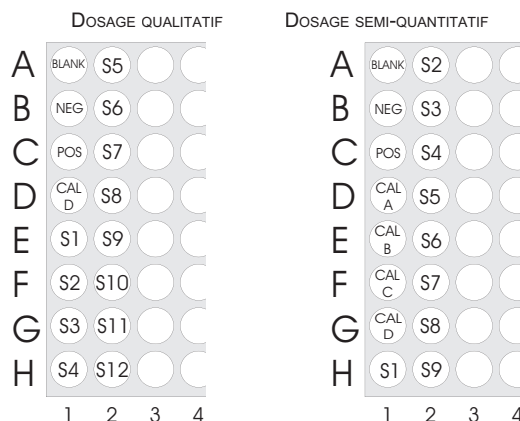 DOSAGE QUALITATIF
A BLANK S5
B NEG S6
C POS S7
D CAL D S8
E S1 S9
F S2 S10
G S3 S11
H S4 S12
1 2 3 4
DOSAGE SEMI-QUANTITATIF
A BLANK S2
B NEG S3
C POS S4
D CAL A S5
E CAL B S6
F CAL C S7
G CAL D S8
H S1 S9
1 2 3 4